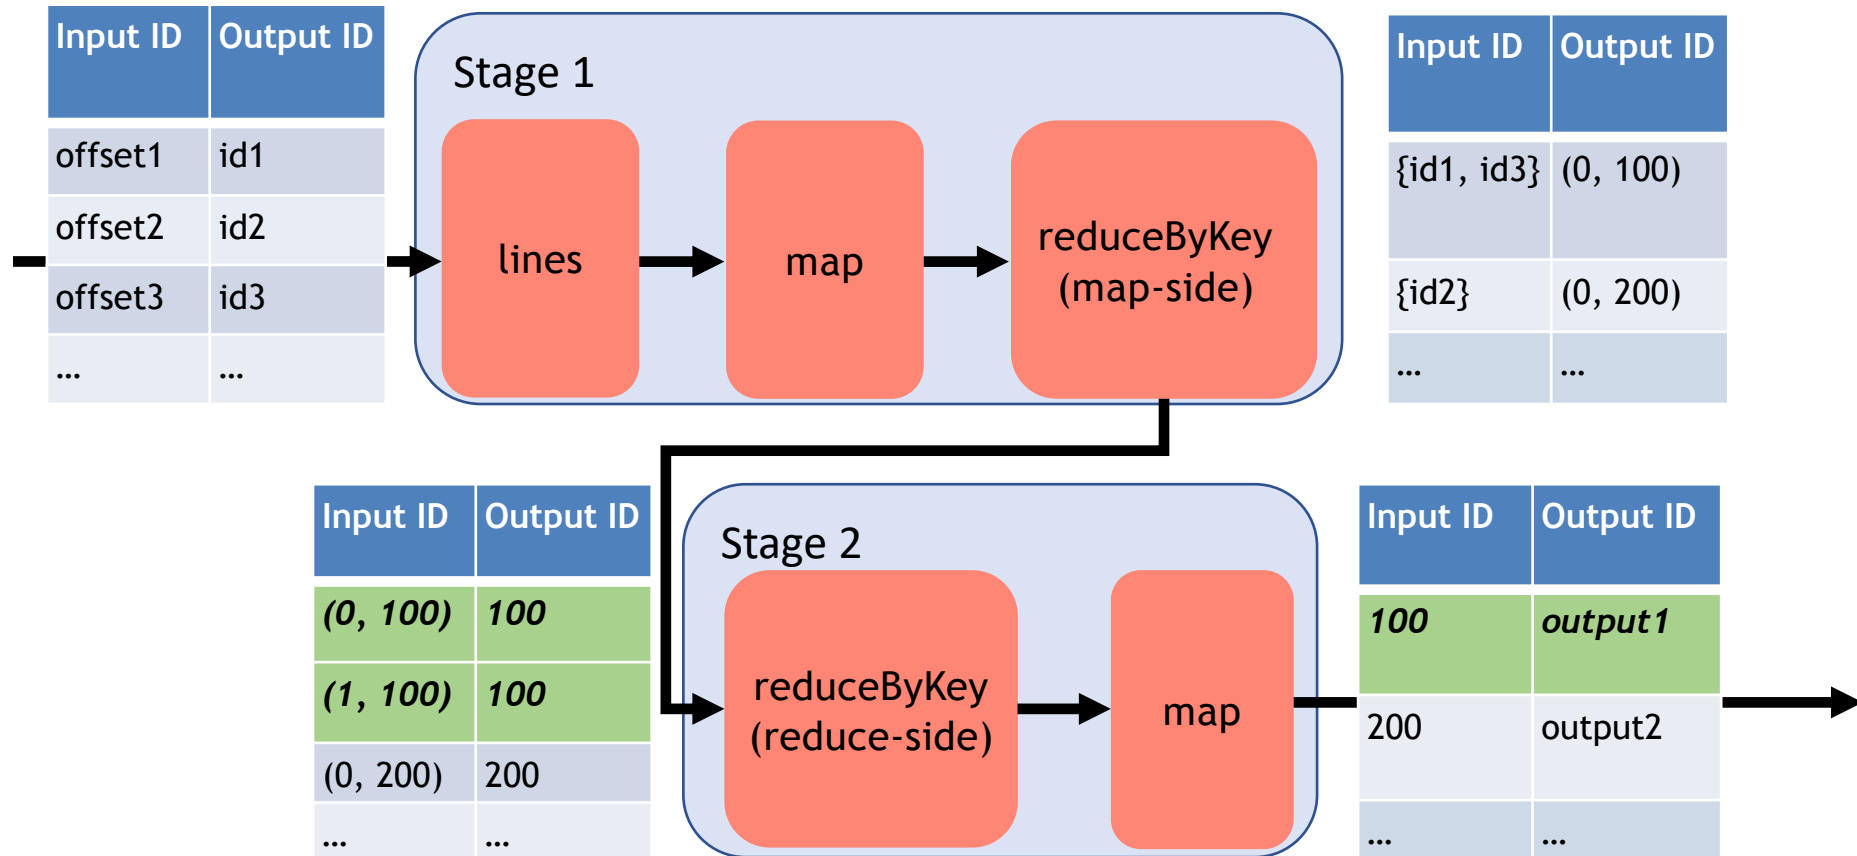 Input ID Output ID
offset1 id1
offset2 id2
offset3 id3
... ...
Stage 1
lines
map
reduceByKey
(map-side)
Input ID Output ID
{id1, id3} (0, 100)
{id2} (0, 200)
... ...
Input ID Output ID
(0, 100) 100
(1, 100) 100
(0, 200) 200
... ...
Stage 2
reduceByKey
(reduce-side)
map
Input ID Output ID
100 output1
200 output2
... ...